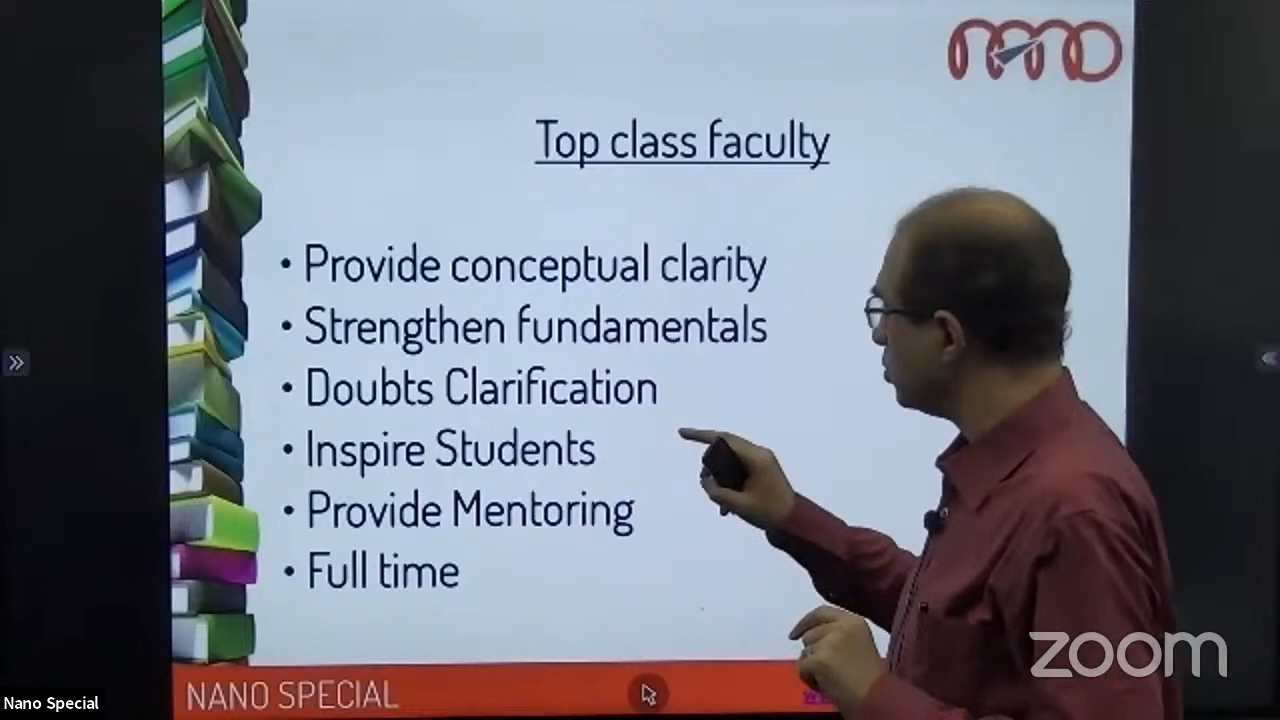 Top class faculty
• Provide conceptual clarity
• Strengthen fundamentals
• Doubts Clarification
• Inspire Students
• Provide Mentoring
• Full time
NANO SPECIAL
Nano Special
zoom